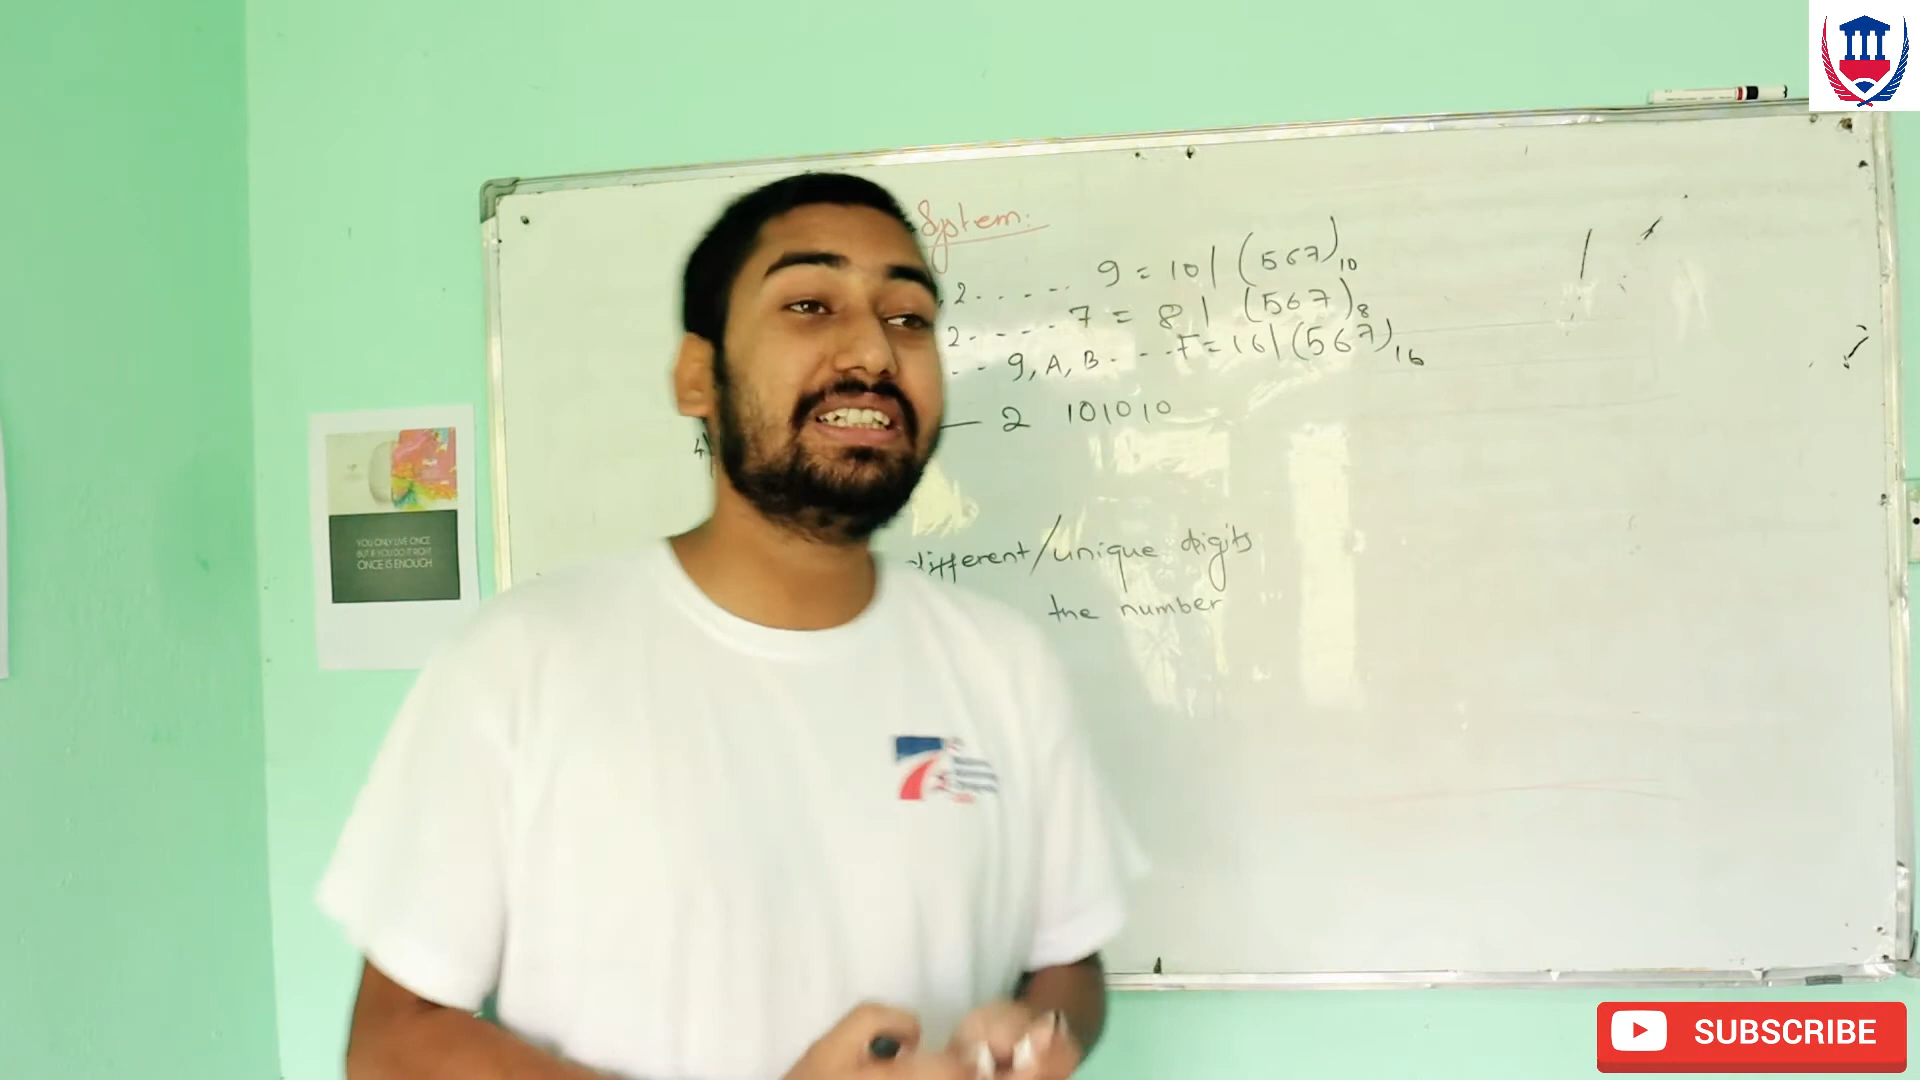 System:
, 2 . . . . . 9 = 10 | (567)10
2 - . . . . 7 = 8 | (567)8
. - - 9, A, B . - - . F = 16 | (567)16
4) — 2 101010
different/unique digits
the number
YOU ONLY LIVE ONCE
BUT IF YOU DO IT RIGHT
ONCE IS ENOUGH
SUBSCRIBE